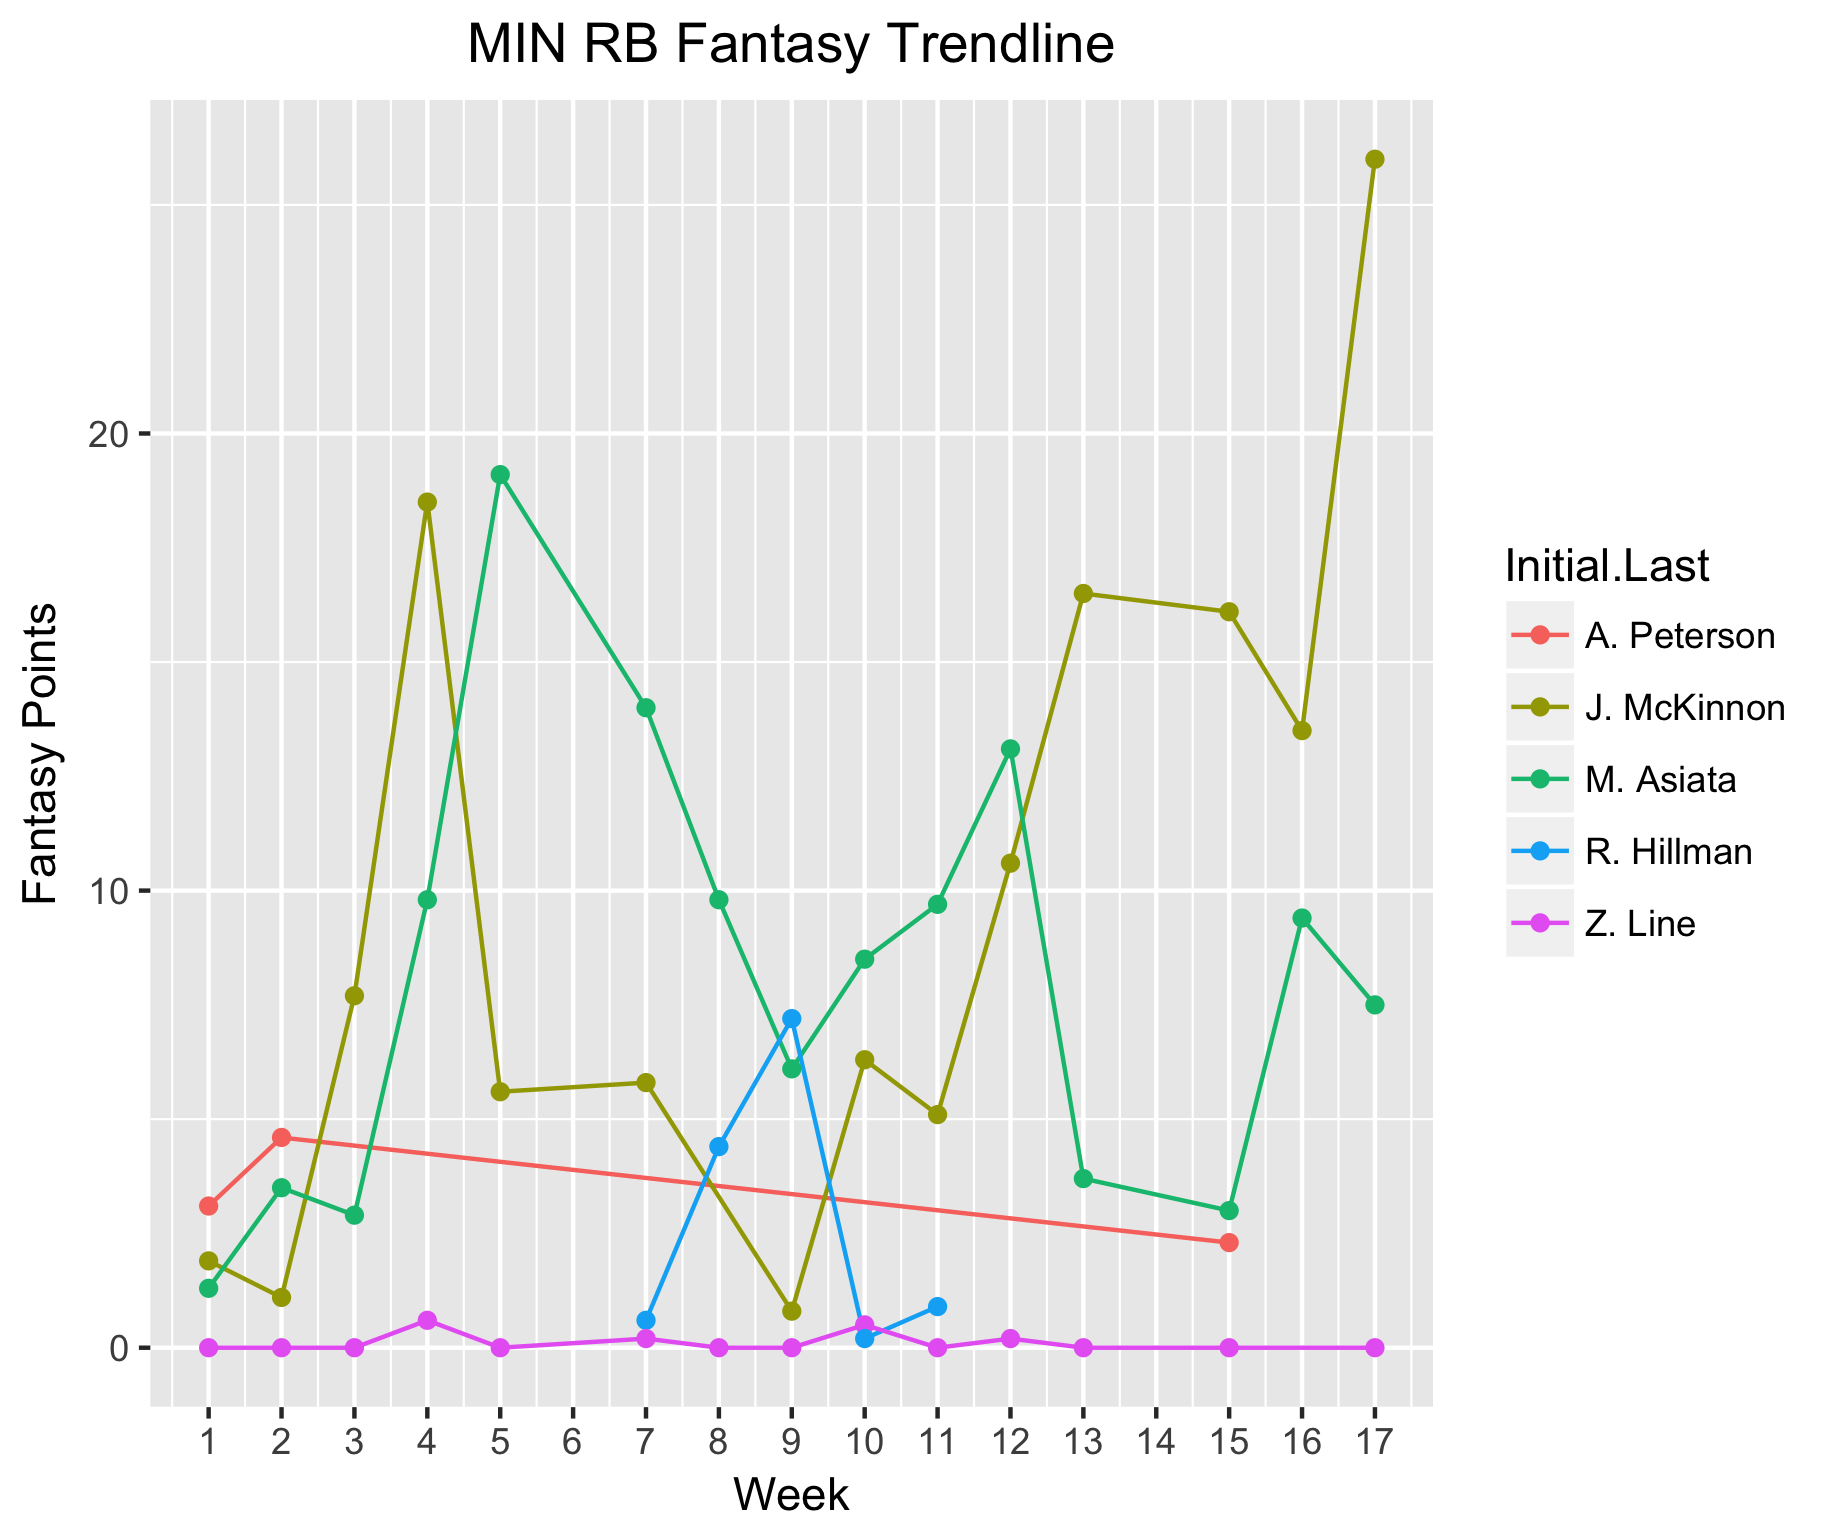 MIN RB Fantasy Trendline
Fantasy Points
20
10
0
1 2 3 4 5 6 7 8 9 10 11 12 13 14 15 16 17
Week
Initial.Last
A. Peterson
J. McKinnon
M. Asiata
R. Hillman
Z. Line